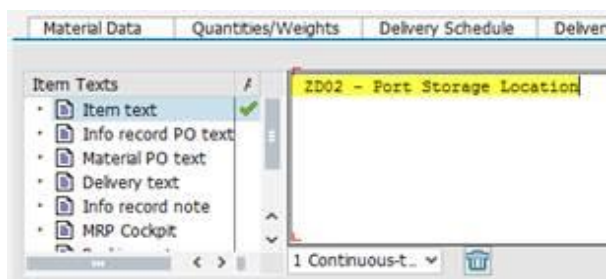 Material Data Quantities/Weights Delivery Schedule Deliver
Item Texts
Item text
Info record PO text
Material PO text
Delivery text
Info record note
MRP Cockpit
ZD02 - Port Storage Location
1 Continuous-t..